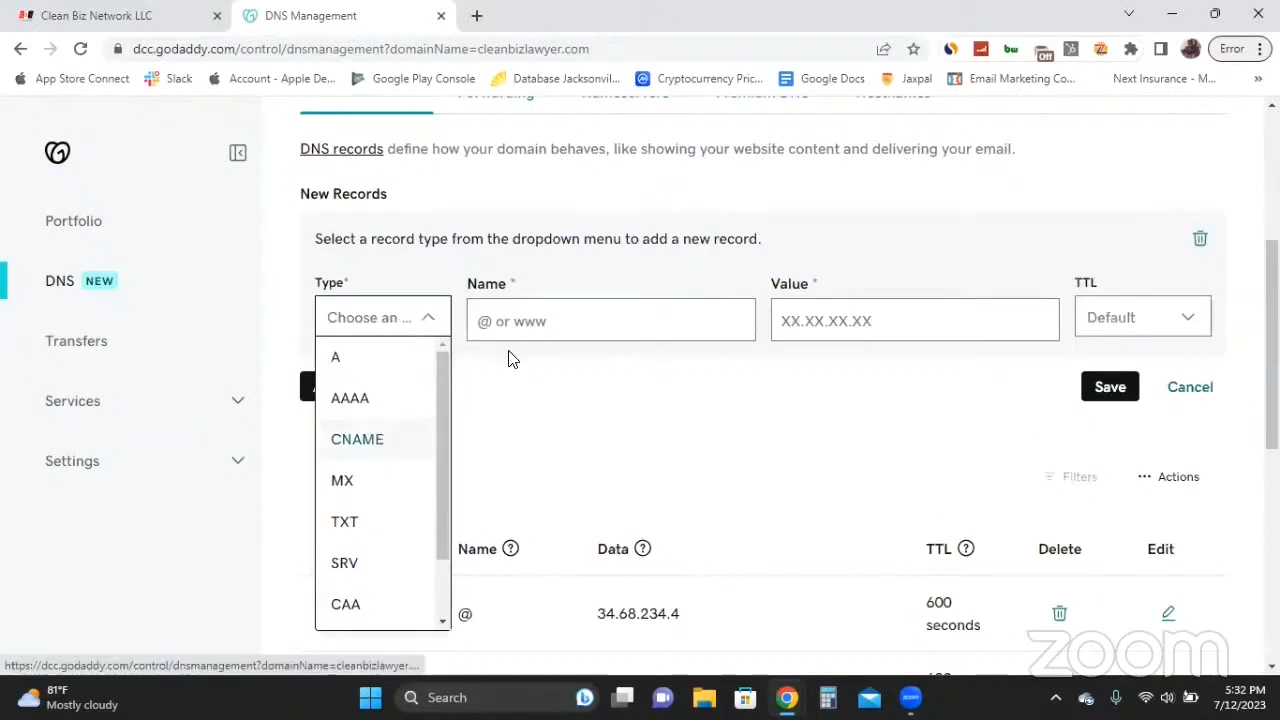 Clean Biz Network LLC
DNS Management
dcc.godaddy.com/control/dnsmanagement?domainName=cleanbizlawyer.com
bw
Off
Error
App Store Connect
Slack
Account - Apple De...
Google Play Console
Database Jacksonvil...
Cryptocurrency Pric...
Google Docs
Jaxpal
Email Marketing Co...
Next Insurance - M...
»
DNS records define how your domain behaves, like showing your website content and delivering your email.
Portfolio
DNS NEW
Transfers
Services
Settings
New Records
Select a record type from the dropdown menu to add a new record.
Type*
Name *
Value *
TTL
Choose an ...
@ or www
XX.XX.XX.XX
Default
A
AAAA
CNAME
MX
TXT
SRV
CAA
Save
Cancel
Filters
Actions
Name
Data
TTL
Delete
Edit
@
34.68.234.4
600
seconds
https://dcc.godaddy.com/control/dnsmanagement?domainName=cleanbizlawyer....
zoom
81°F
Mostly cloudy
Search
zoom
5:32 PM
7/12/2023